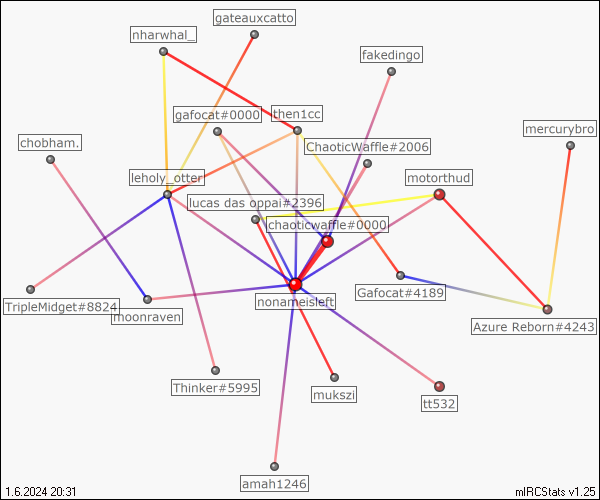 gateauxcatto
nharwhal_
fakedingo
gafocat#0000
then1cc
mercurybro
chobham.
ChaoticWaffle#2006
leholy_otter
motorthud
lucas das oppai#2396
chaoticwaffle#0000
nonameisleft
Gafocat#4189
TripleMidget#8824
moonraven
Azure Reborn#4243
Thinker#5995
mukszi
tt532
amah1246
1.6.2024 20:31
mIRCStats v1.25